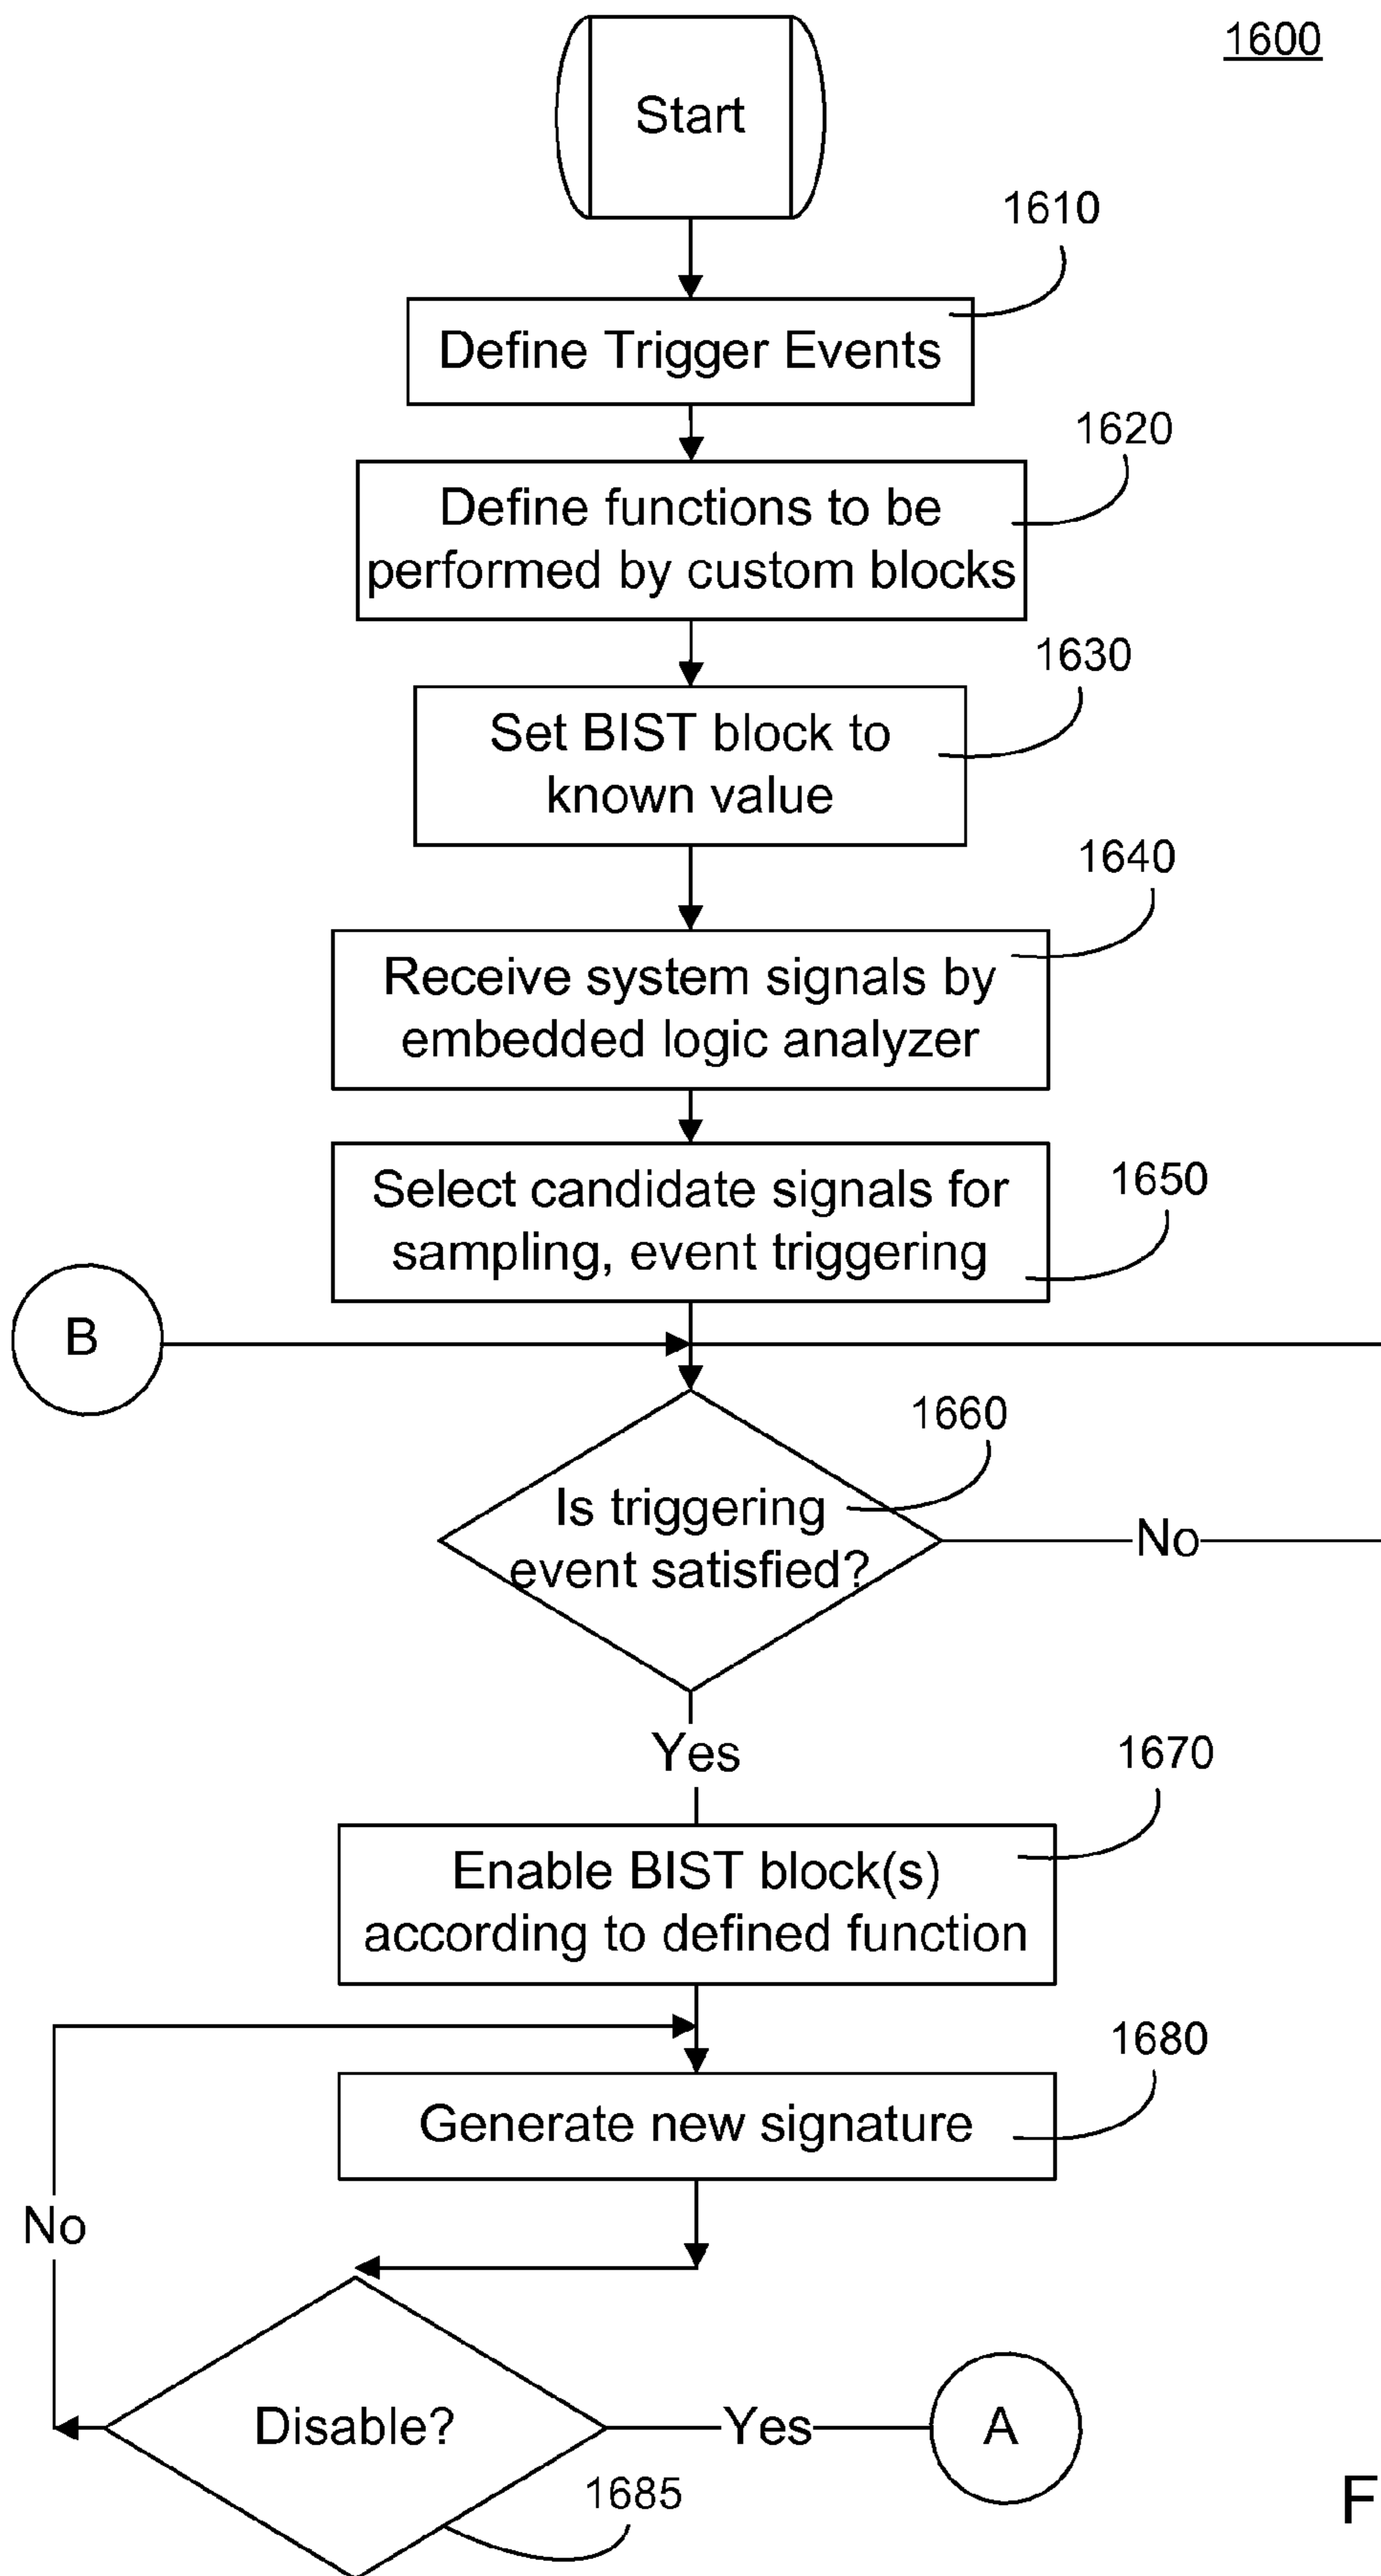 1600
Start
1610
Define Trigger Events
1620
Define functions to be
performed by custom blocks
1630
Set BIST block to
known value
1640
Receive system signals by
embedded logic analyzer
1650
Select candidate signals for
sampling, event triggering
B
1660
Is triggering
event satisfied?
No
Yes
1670
Enable BIST block(s)
according to defined function
1680
Generate new signature
No
Disable?
Yes
A
1685
F